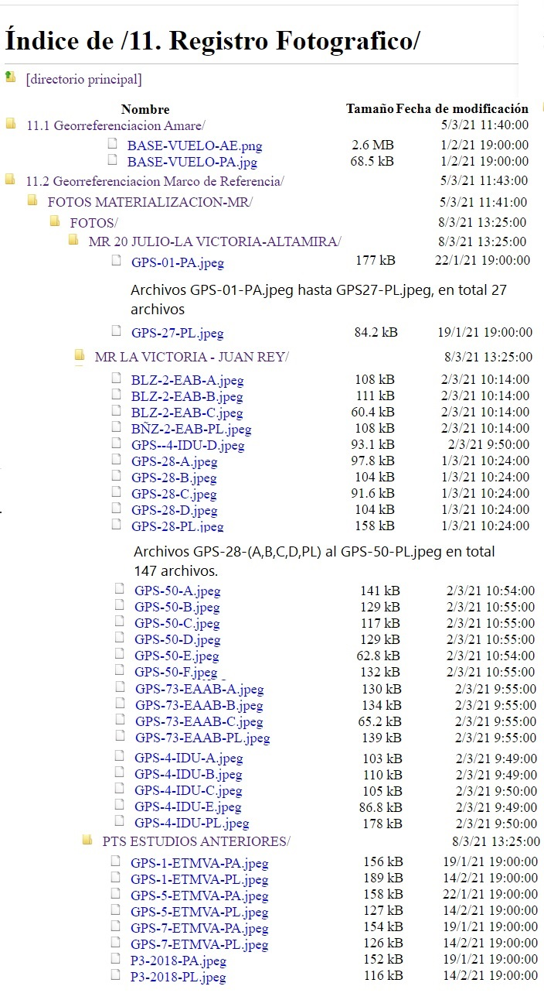 Índice de /11. Registro Fotografico/
[directorio principal]
Nombre Tamaño Fecha de modificación
11.1 Georreferenciacion Amare/ 5/3/21 11:40:00
BASE-VUELO-AE.png 2.6 MB 1/2/21 19:00:00
BASE-VUELO-PA.jpg 68.5 kB 1/2/21 19:00:00
11.2 Georreferenciacion Marco de Referencia/ 5/3/21 11:43:00
FOTOS MATERIALIZACION-MR/ 5/3/21 11:41:00
FOTOS/ 8/3/21 13:25:00
MR 20 JULIO-LA VICTORIA-ALTAMIRA/ 8/3/21 13:25:00
GPS-01-PA.jpeg 177 kB 22/1/21 19:00:00
Archivos GPS-01-PA.jpeg hasta GPS27-PL.jpeg, en total 27
archivos
GPS-27-PL.jpeg 84.2 kB 19/1/21 19:00:00
MR LA VICTORIA - JUAN REY/ 8/3/21 13:25:00
BLZ-2-EAB-A.jpeg 108 kB 2/3/21 10:14:00
BLZ-2-EAB-B.jpeg 111 kB 2/3/21 10:14:00
BLZ-2-EAB-C.jpeg 60.4 kB 2/3/21 10:14:00
BÑZ-2-EAB-PL.jpeg 108 kB 2/3/21 10:14:00
GPS--4-IDU-D.jpeg 93.1 kB 2/3/21 9:50:00
GPS-28-A.jpeg 97.8 kB 1/3/21 10:24:00
GPS-28-B.jpeg 104 kB 1/3/21 10:24:00
GPS-28-C.jpeg 91.6 kB 1/3/21 10:24:00
GPS-28-D.jpeg 104 kB 1/3/21 10:24:00
GPS-28-PL.jpeg 158 kB 1/3/21 10:24:00
Archivos GPS-28-(A,B,C,D,PL) al GPS-50-PL.jpeg en total
147 archivos.
GPS-50-A.jpeg 141 kB 2/3/21 10:54:00
GPS-50-B.jpeg 129 kB 2/3/21 10:55:00
GPS-50-C.jpeg 117 kB 2/3/21 10:55:00
GPS-50-D.jpeg 129 kB 2/3/21 10:55:00
GPS-50-E.jpeg 62.8 kB 2/3/21 10:54:00
GPS-50-F.jpeg 132 kB 2/3/21 10:55:00
GPS-73-EAAB-A.jpeg 130 kB 2/3/21 9:55:00
GPS-73-EAAB-B.jpeg 134 kB 2/3/21 9:55:00
GPS-73-EAAB-C.jpeg 65.2 kB 2/3/21 9:55:00
GPS-73-EAAB-PL.jpeg 139 kB 2/3/21 9:55:00
GPS-4-IDU-A.jpeg 103 kB 2/3/21 9:49:00
GPS-4-IDU-B.jpeg 110 kB 2/3/21 9:49:00
GPS-4-IDU-C.jpeg 105 kB 2/3/21 9:50:00
GPS-4-IDU-E.jpeg 86.8 kB 2/3/21 9:49:00
GPS-4-IDU-PL.jpeg 178 kB 2/3/21 9:50:00
PTS ESTUDIOS ANTERIORES/ 8/3/21 13:25:00
GPS-1-ETMVA-PA.jpeg 156 kB 19/1/21 19:00:00
GPS-1-ETMVA-PL.jpeg 189 kB 14/2/21 19:00:00
GPS-5-ETMVA-PA.jpeg 158 kB 22/1/21 19:00:00
GPS-5-ETMVA-PL.jpeg 127 kB 14/2/21 19:00:00
GPS-7-ETMVA-PA.jpeg 154 kB 19/1/21 19:00:00
GPS-7-ETMVA-PL.jpeg 126 kB 14/2/21 19:00:00
P3-2018-PA.jpeg 152 kB 19/1/21 19:00:00
P3-2018-PL.jpeg 116 kB 14/2/21 19:00:00